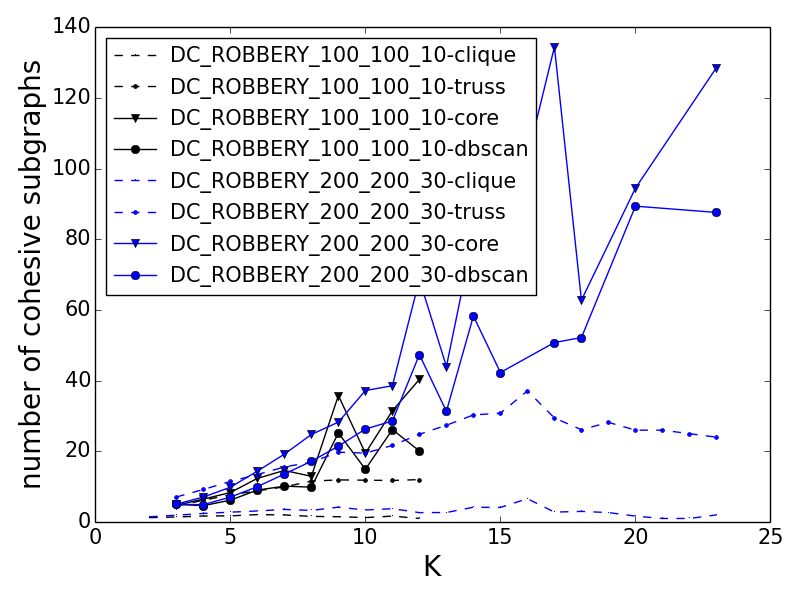 140
120
100
80
60
40
20
0
number of cohesive subgraphs
DC_ROBBERY_100_100_10-clique
DC_ROBBERY_100_100_10-truss
DC_ROBBERY_100_100_10-core
DC_ROBBERY_100_100_10-dbscan
DC_ROBBERY_200_200_30-clique
DC_ROBBERY_200_200_30-truss
DC_ROBBERY_200_200_30-core
DC_ROBBERY_200_200_30-dbscan
0 5 10 15 20 25
K